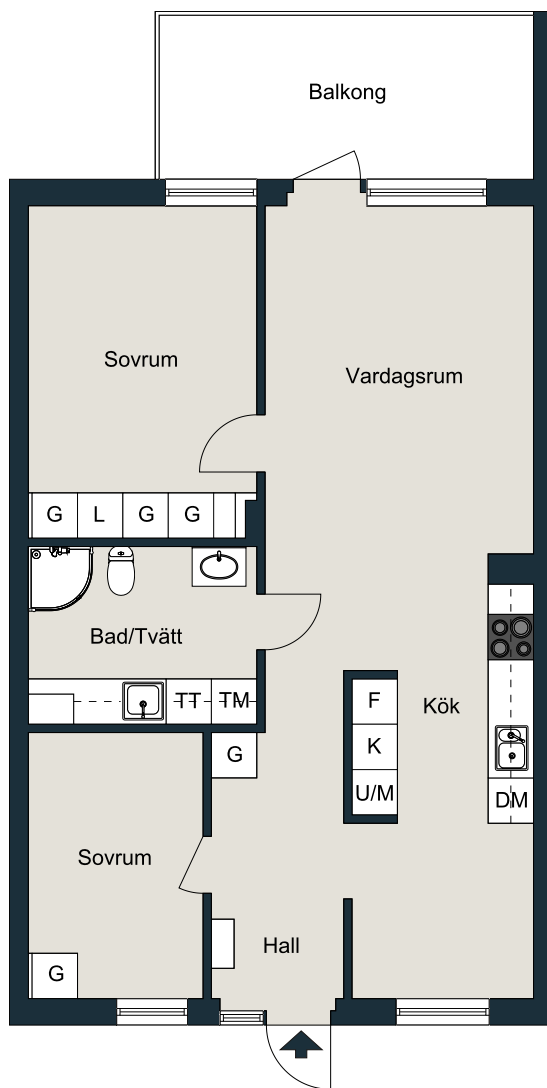 Balkong
Sovrum
Vardagsrum
G L G G
Bad/Tvätt
TT TM
F
Kök
K
G
U/M
DM
Sovrum
Hall
G